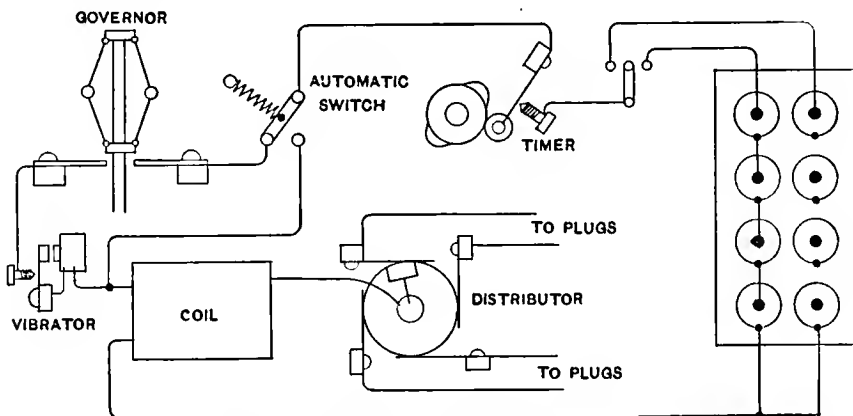 GOVERNOR
AUTOMATIC
SWITCH
TIMER
TO PLUGS
DISTRIBUTOR
VIBRATOR
COIL
TO PLUGS